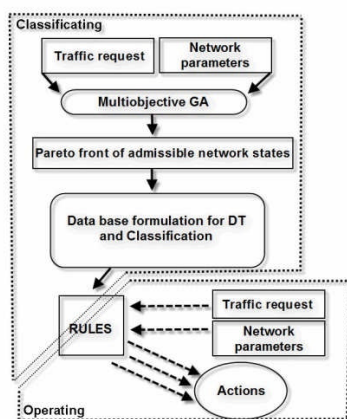 Classificating
Traffic request
Network
parameters
Multiobjective GA
Pareto front of admissible network states
Data base formulation for DT
and Classification
RULES
Traffic request
Network
parameters
Actions
Operating